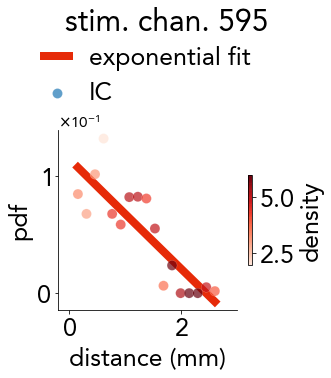 stim. chan. 595
exponential fit
IC
×10⁻¹
1
0
pdf
0
2
distance (mm)
5.0
2.5
density